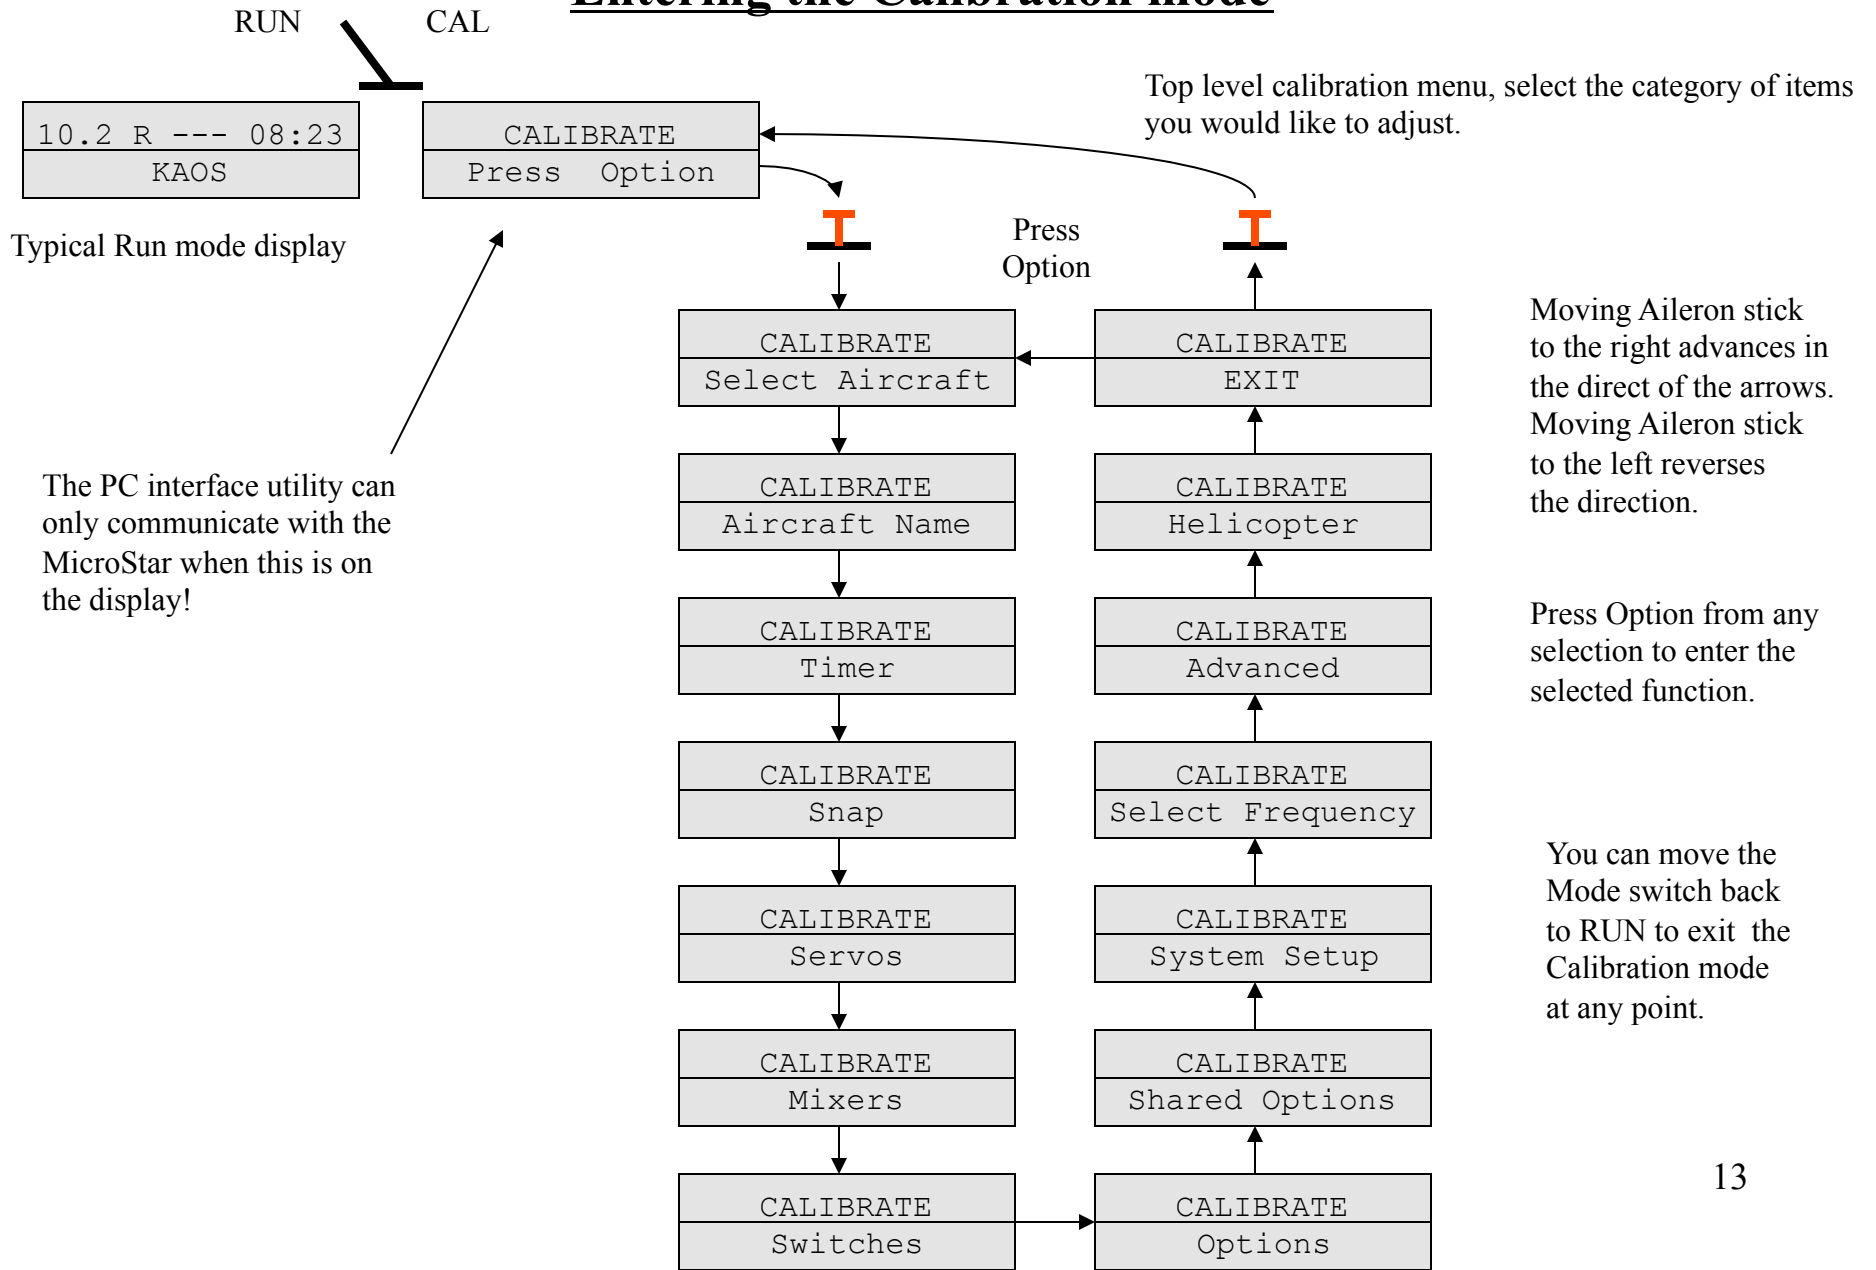 Entering the Calibration mode
RUN
CAL
10.2 R --- 08:23
KAOS
Typical Run mode display
CALIBRATE
Press  Option
Top level calibration menu, select the category of items
you would like to adjust.
Press
Option
The PC interface utility can
only communicate with the
MicroStar when this is on
the display!
CALIBRATE
Select Aircraft
CALIBRATE
Aircraft Name
CALIBRATE
Timer
CALIBRATE
Snap
CALIBRATE
Servos
CALIBRATE
Mixers
CALIBRATE
Switches
CALIBRATE
EXIT
CALIBRATE
Helicopter
CALIBRATE
Advanced
CALIBRATE
Select Frequency
CALIBRATE
System Setup
CALIBRATE
Shared Options
CALIBRATE
Options
Moving Aileron stick
to the right advances in
the direct of the arrows.
Moving Aileron stick
to the left reverses
the direction.
Press Option from any
selection to enter the
selected function.
You can move the
Mode switch back
to RUN to exit  the
Calibration mode
at any point.
13